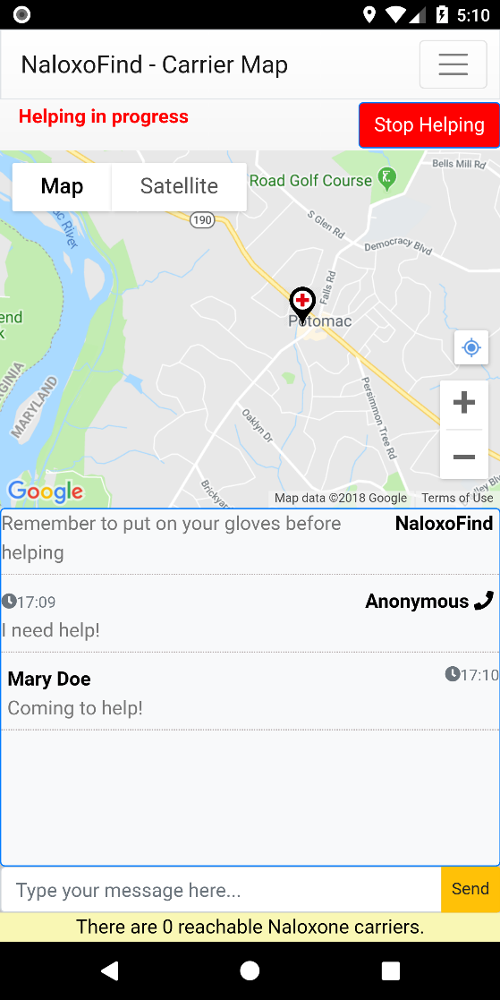 5:10
NaloxoFind - Carrier Map
Helping in progress
Stop Helping
Map
Satellite
Road Golf Course
Bells Mill Rd
190
S Glen Rd
Democracy Blvd
River
Falls Rd
Potomac
end
k
MARYLAND
Persimmon Tree Rd
Oaklyn Dr
Google
Map data ©2018 Google
Terms of Use
lley Blv
Remember to put on your gloves before
helping
NaloxoFind
17:09
Anonymous
I need help!
Mary Doe
17:10
Coming to help!
Type your message here...
Send
There are 0 reachable Naloxone carriers.